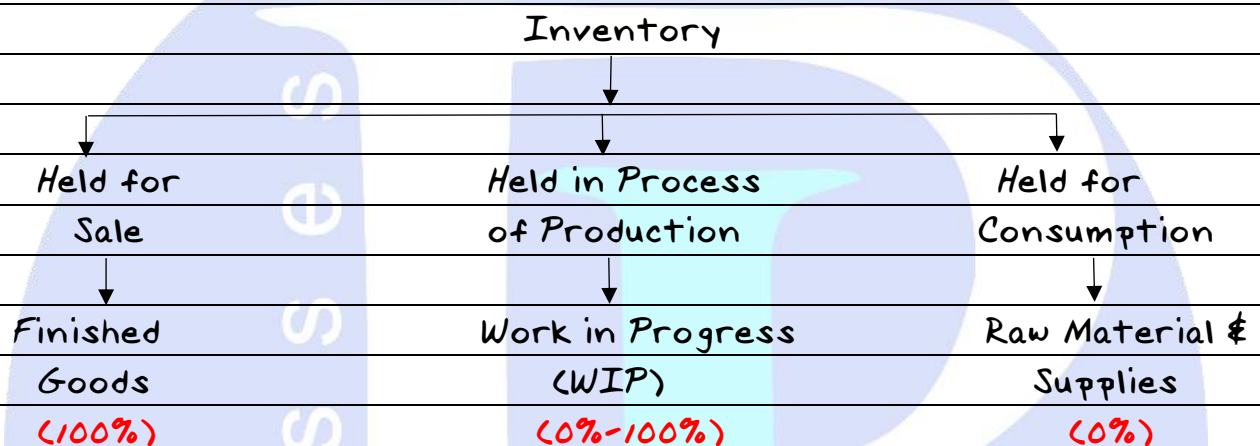 Inventory
Held for Held in Process Held for
Sale of Production Consumption
Finished Work in Progress Raw Material &
Goods (WIP) Supplies
(100%) (0%-100%) (0%)
s
e
s
s